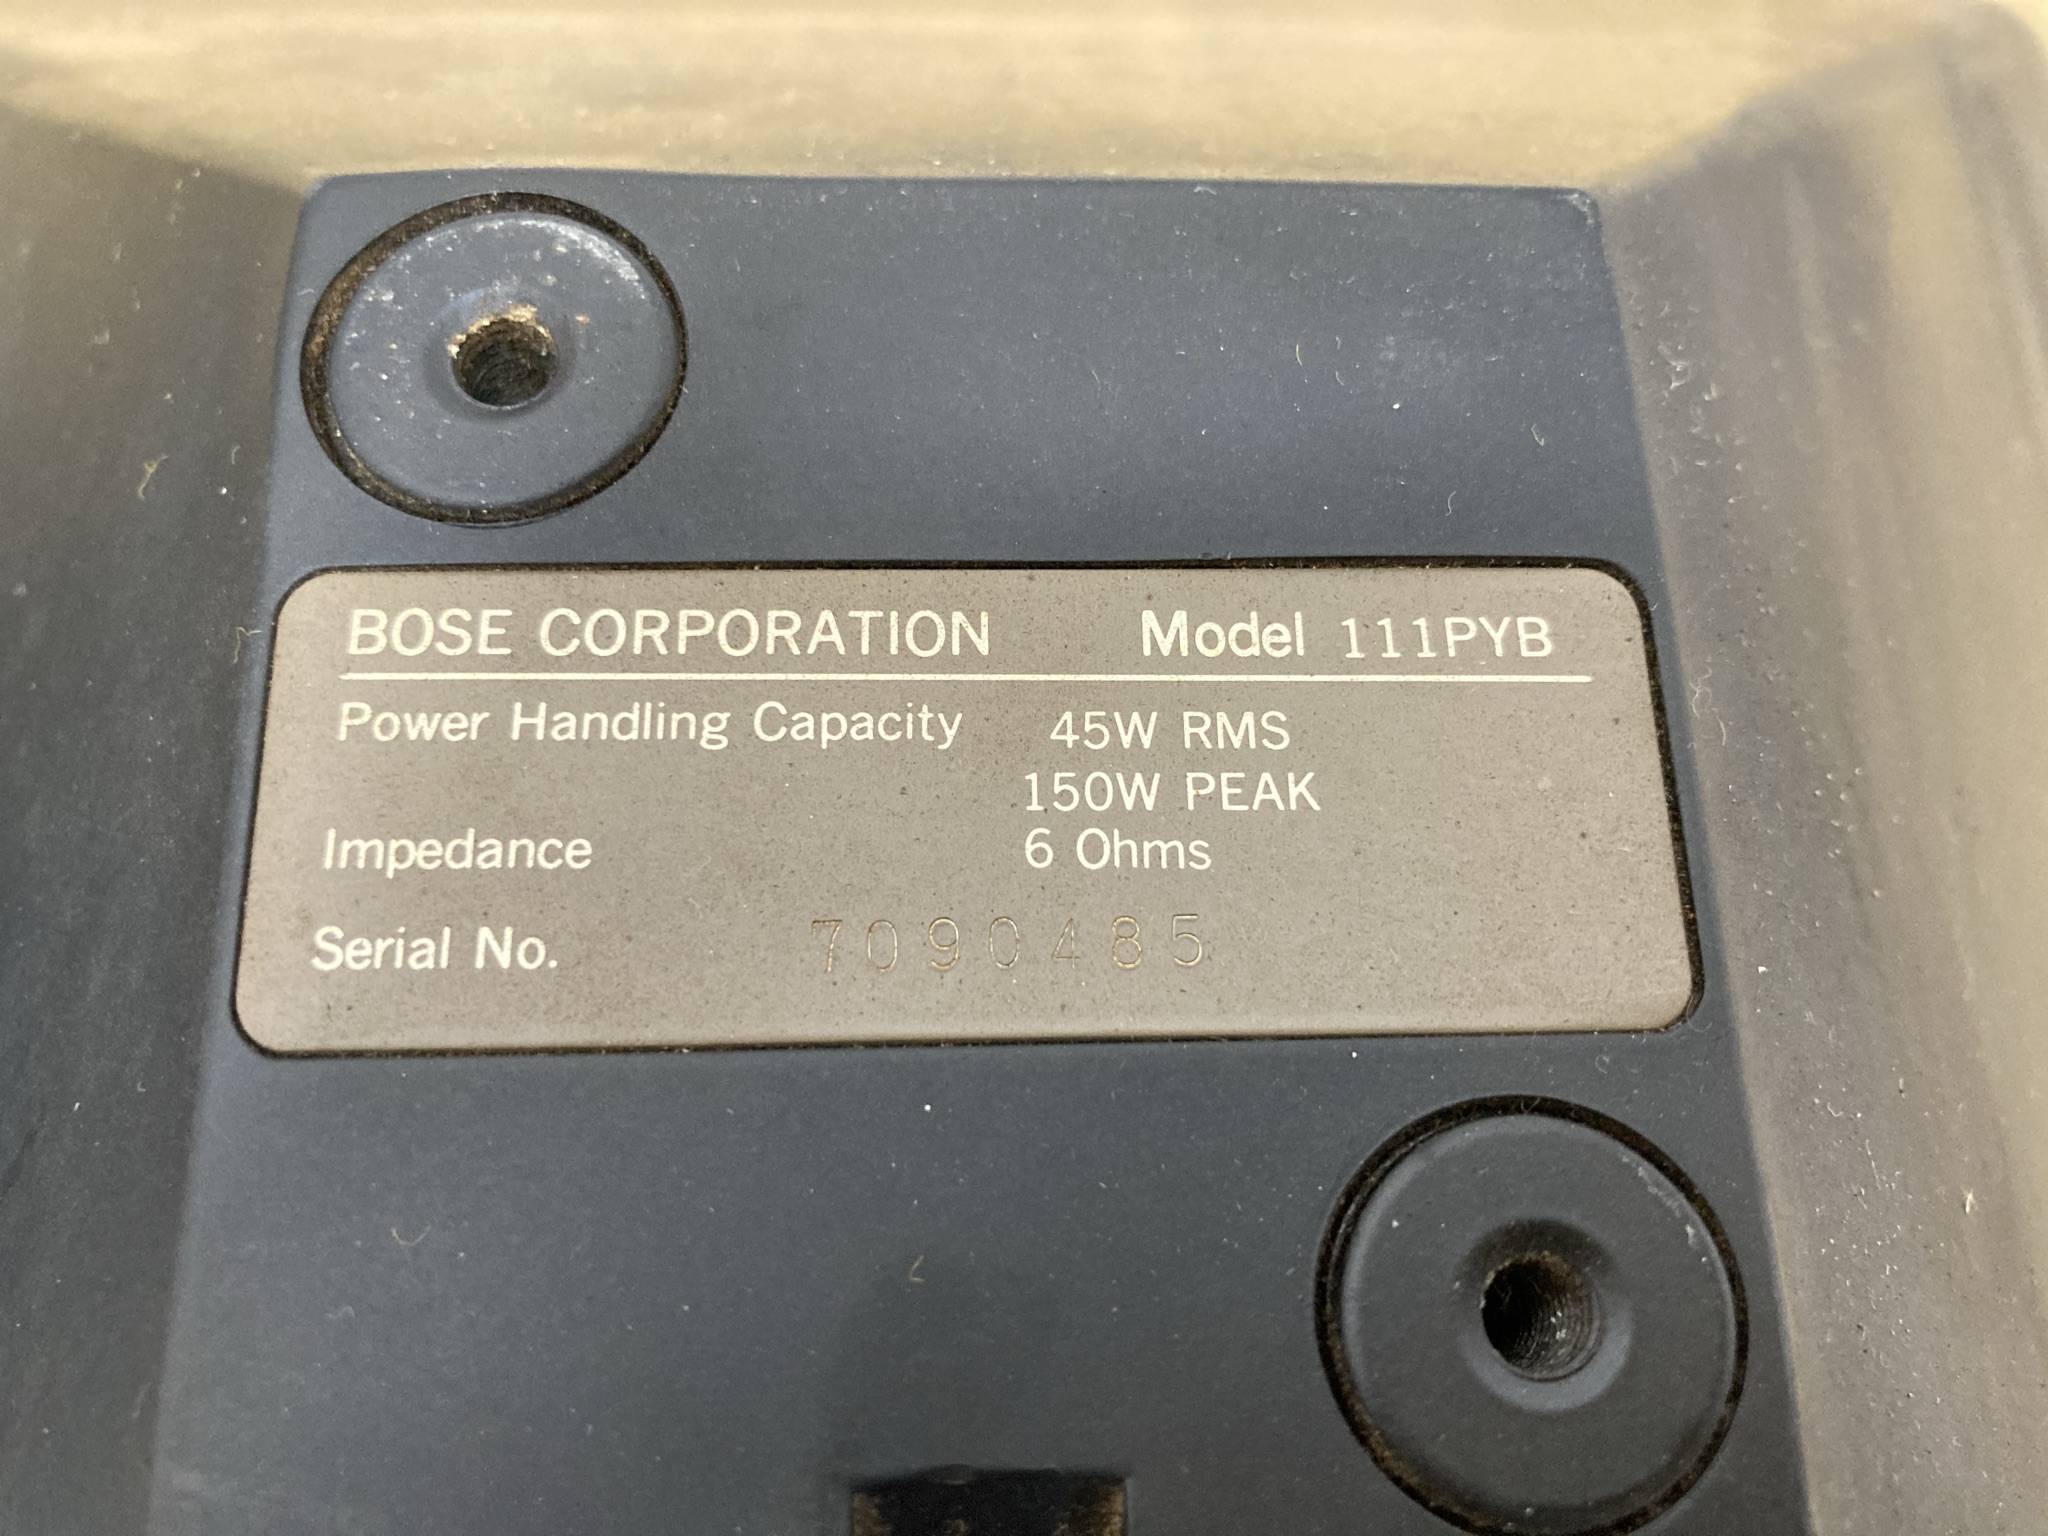 BOSE CORPORATION Model 111PYB
Power Handling Capacity 45W RMS
150W PEAK
Impedance 6 Ohms
Serial No. 7090485